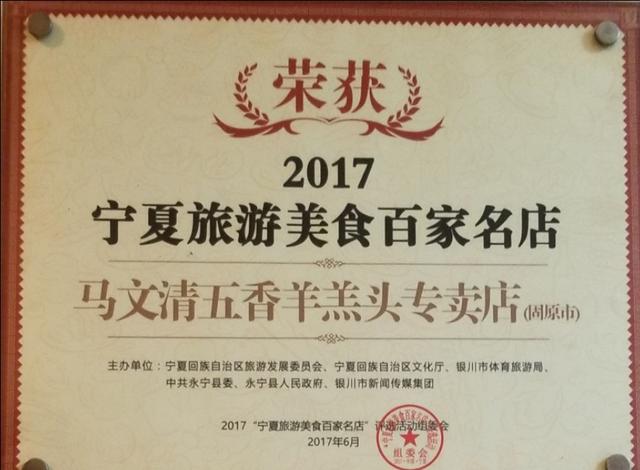 荣获
2017
宁夏旅游美食百家名店
马文清五香羊羔头专卖店(固原市)
主办单位：宁夏回族自治区旅游发展委员会、宁夏回族自治区文化厅、银川市体育旅游局、
中共永宁县委、永宁县人民政府、银川市新闻传媒集团
2017 “宁夏旅游美食百家名店” 评选活动组委会
2017年6月
组委会